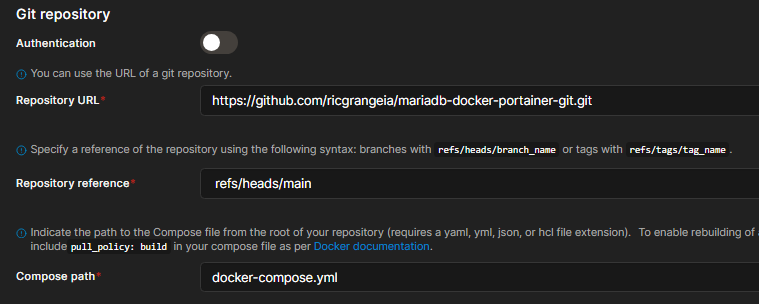 Git repository
Authentication
You can use the URL of a git repository.
Repository URL*
https://github.com/ricgrangeia/mariadb-docker-portainer-git.git
Specify a reference of the repository using the following syntax: branches with refs/heads/branch_name or tags with refs/tags/tag_name.
Repository reference*
refs/heads/main
Indicate the path to the Compose file from the root of your repository (requires a yaml, yml, json, or hcl file extension). To enable rebuilding of
include pull_policy: build in your compose file as per Docker documentation.
Compose path*
docker-compose.yml